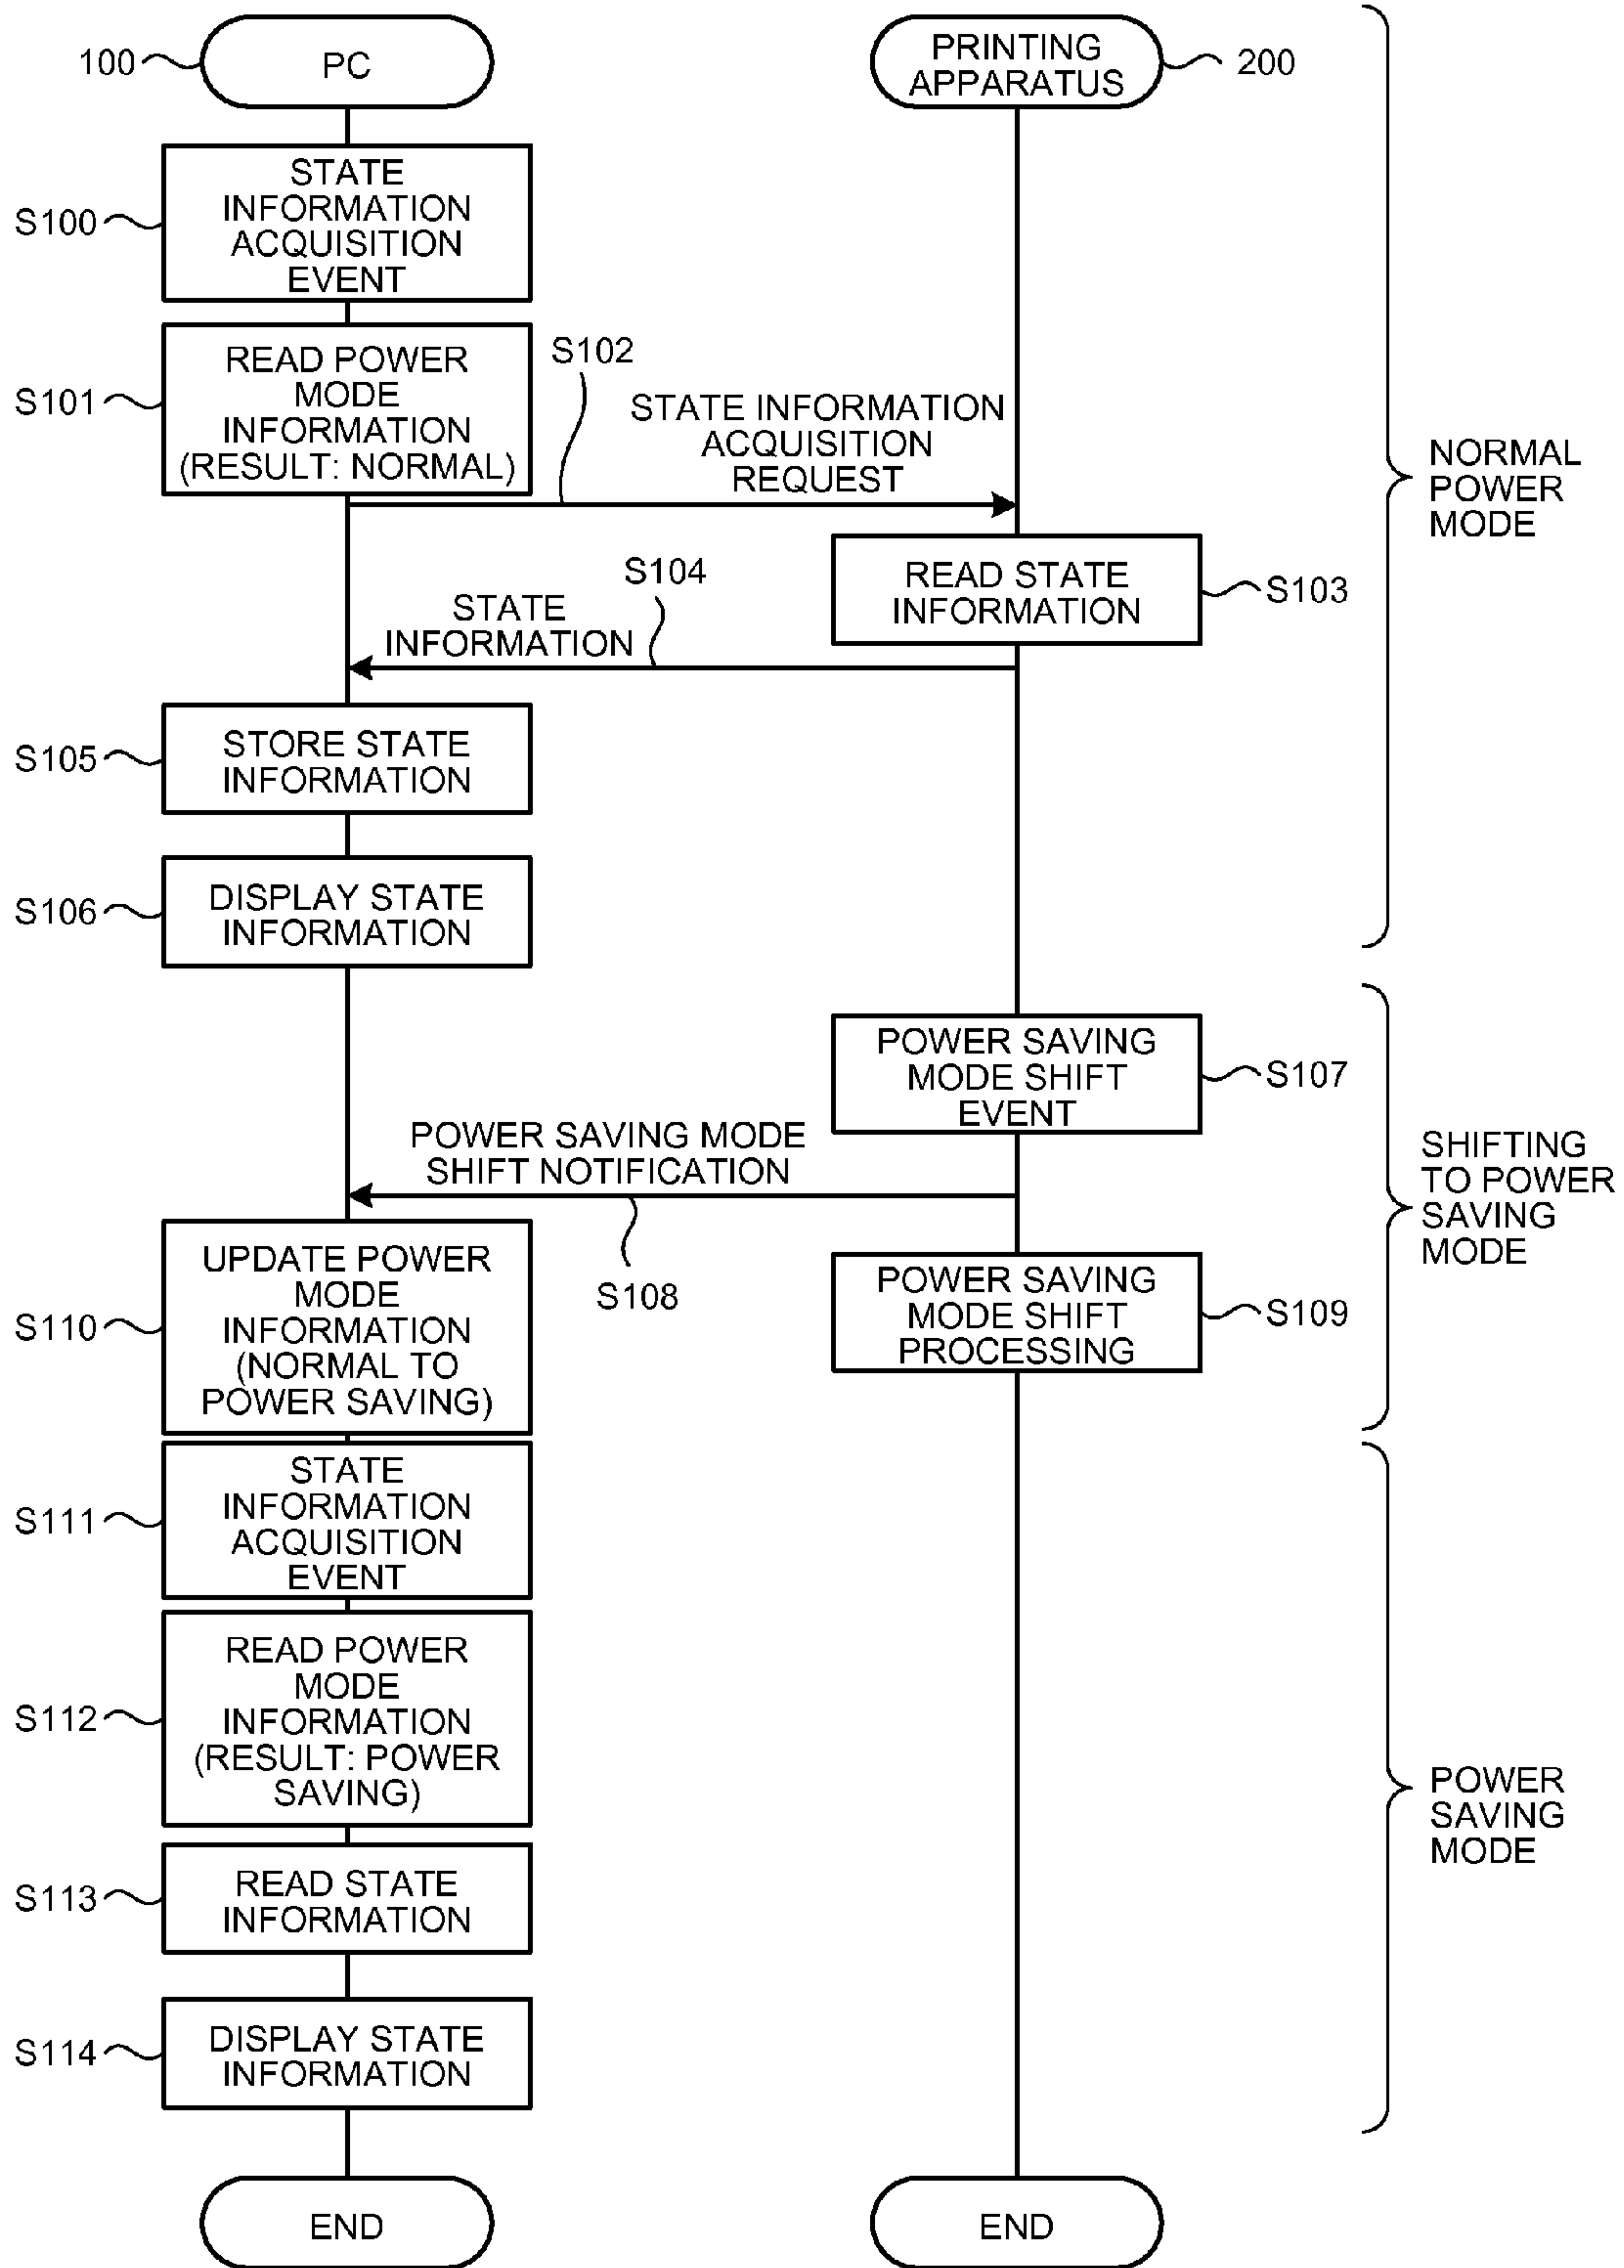 100
PC
PRINTING
APPARATUS
200
S100
STATE
INFORMATION
ACQUISITION
EVENT
S101
READ POWER
MODE
INFORMATION
(RESULT: NORMAL)
S102
STATE INFORMATION
ACQUISITION
REQUEST
NORMAL
POWER
MODE
READ STATE
INFORMATION
S103
S104
STATE
INFORMATION
S105
STORE STATE
INFORMATION
S106
DISPLAY STATE
INFORMATION
POWER SAVING
MODE SHIFT
EVENT
S107
POWER SAVING MODE
SHIFT NOTIFICATION
S108
SHIFTING
TO POWER
SAVING
MODE
S110
UPDATE POWER
MODE
INFORMATION
(NORMAL TO
POWER SAVING)
POWER SAVING
MODE SHIFT
PROCESSING
S109
S111
STATE
INFORMATION
ACQUISITION
EVENT
S112
READ POWER
MODE
INFORMATION
(RESULT: POWER
SAVING)
POWER
SAVING
MODE
S113
READ STATE
INFORMATION
S114
DISPLAY STATE
INFORMATION
END
END